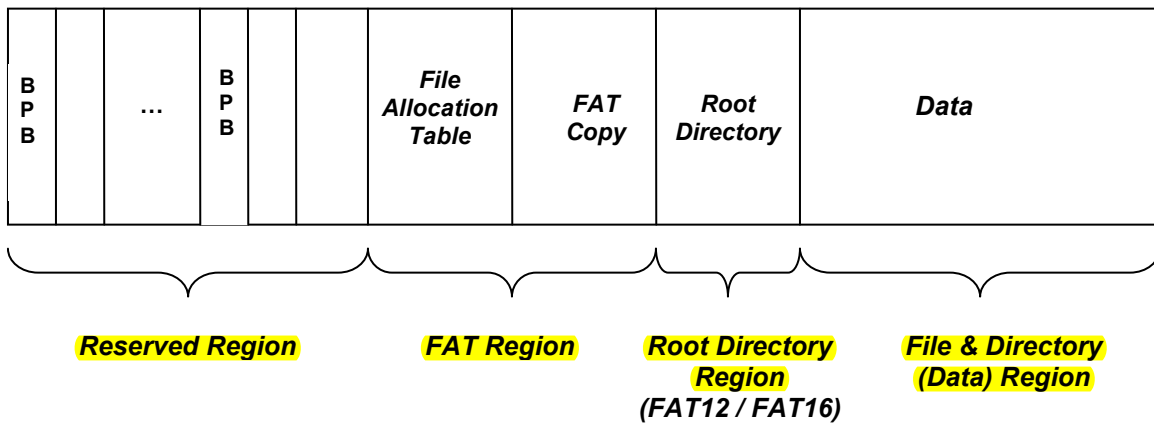 B
P
B
…
B
P
B
File
Allocation
Table
FAT
Copy
Root
Directory
Data
Reserved Region
FAT Region
Root Directory
Region
(FAT12 / FAT16)
File & Directory
(Data) Region